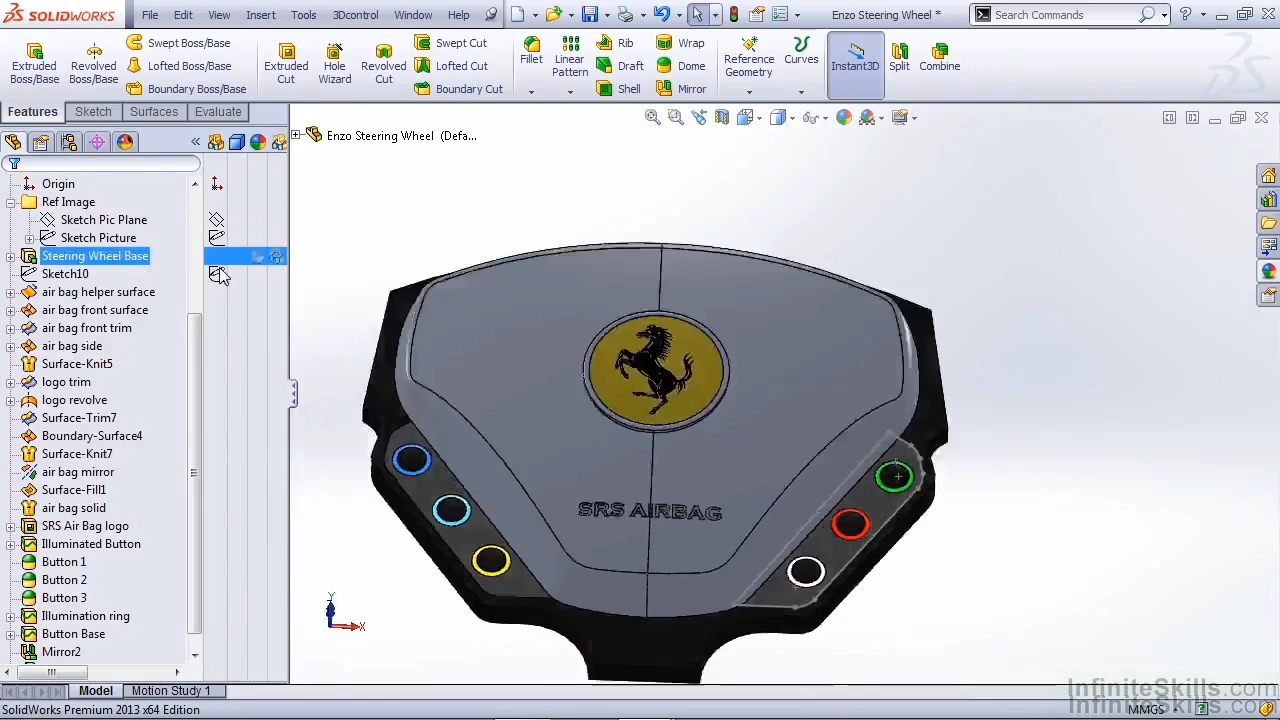 SOLIDWORKS File Edit View Insert Tools 3Dcontrol Window Help Enzo Steering Wheel * Search Commands
Extruded Boss/Base
Revolved Boss/Base
Swept Boss/Base
Lofted Boss/Base
Boundary Boss/Base
Extruded Cut
Hole Wizard
Revolved Cut
Swept Cut
Lofted Cut
Boundary Cut
Fillet
Linear Pattern
Rib
Draft
Shell
Wrap
Dome
Mirror
Reference Geometry
Curves
Instant3D
Split
Combine
Features Sketch Surfaces Evaluate
Enzo Steering Wheel (Defa...
Origin
Ref Image
Sketch Pic Plane
Sketch Picture
Steering Wheel Base
Sketch10
air bag helper surface
air bag front surface
air bag front trim
air bag side
Surface-Knit5
logo trim
logo revolve
Surface-Trim7
Boundary-Surface4
Surface-Knit7
air bag mirror
Surface-Fill1
air bag solid
SRS Air Bag logo
Illuminated Button
Button 1
Button 2
Button 3
Illumination ring
Button Base
Mirror2
SRS AIRBAG
Y
X
Model Motion Study 1
InfiniteSkills.com
InfiniteSkills.com
SolidWorks Premium 2013 x64 Edition MMGS